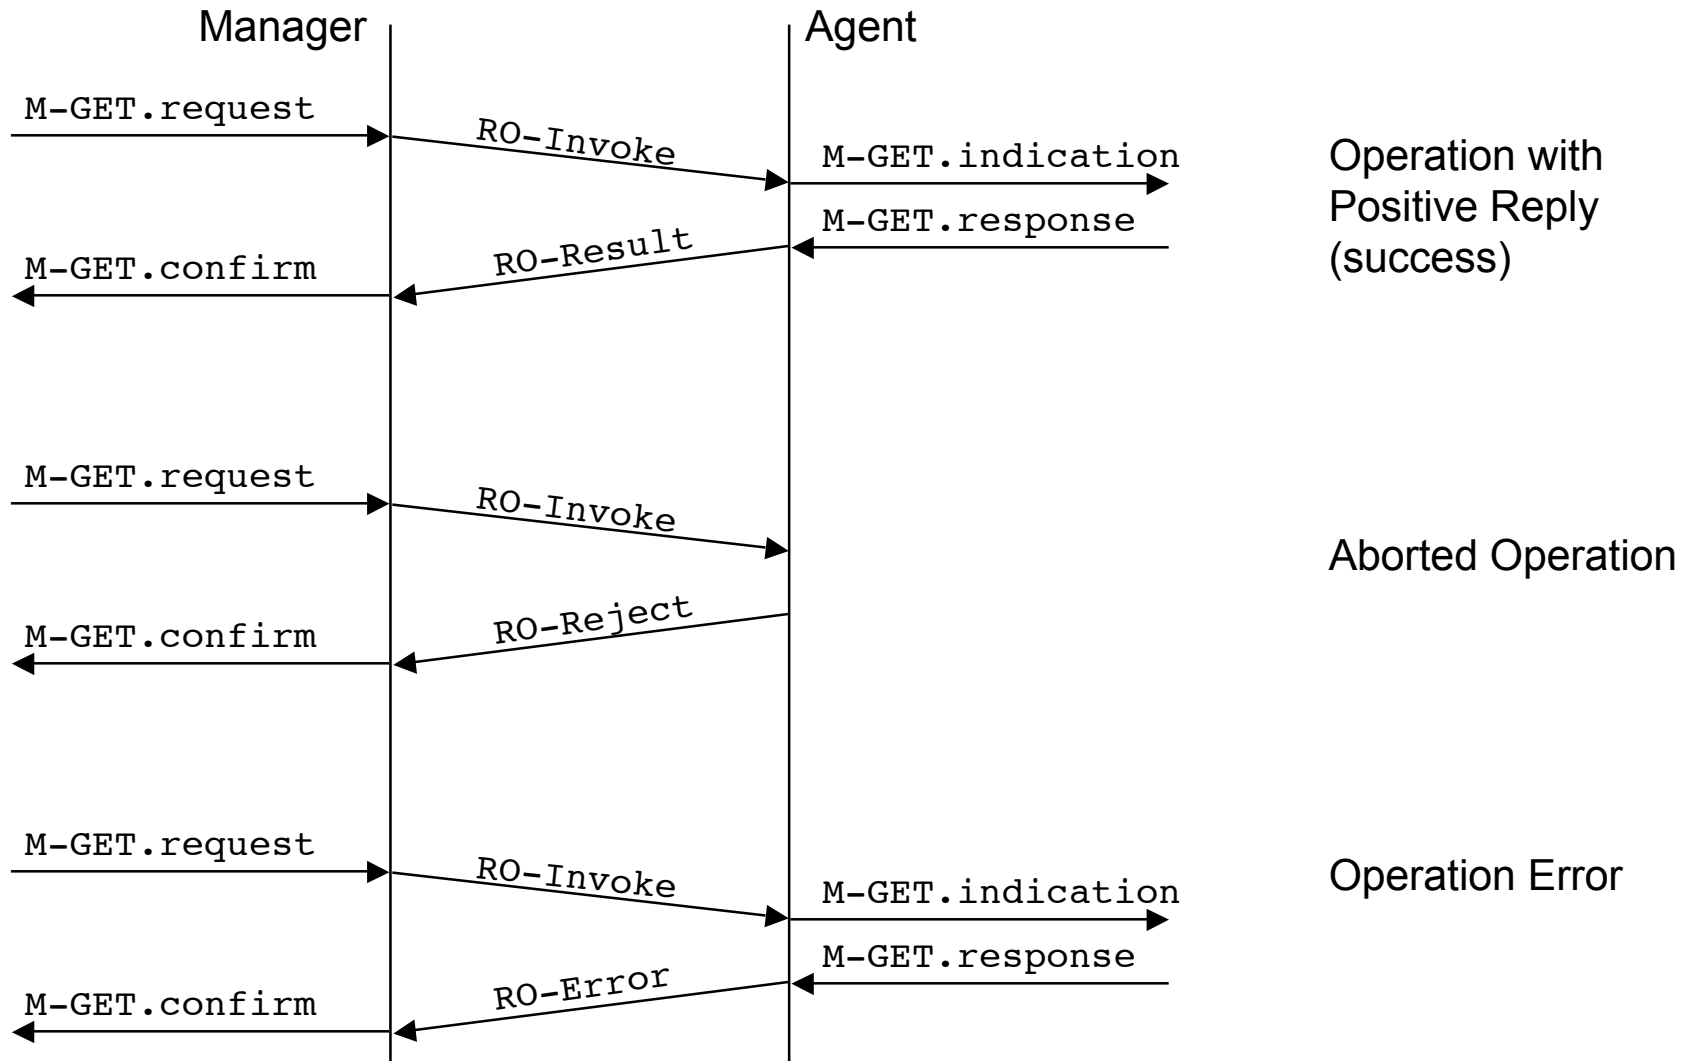 Manager
Agent
M-GET.request
RO-Invoke
M-GET.indication
Operation with
Positive Reply
(success)
M-GET.response
RO-Result
M-GET.confirm
M-GET.request
RO-Invoke
Aborted Operation
RO-Reject
M-GET.confirm
M-GET.request
RO-Invoke
M-GET.indication
Operation Error
M-GET.response
RO-Error
M-GET.confirm